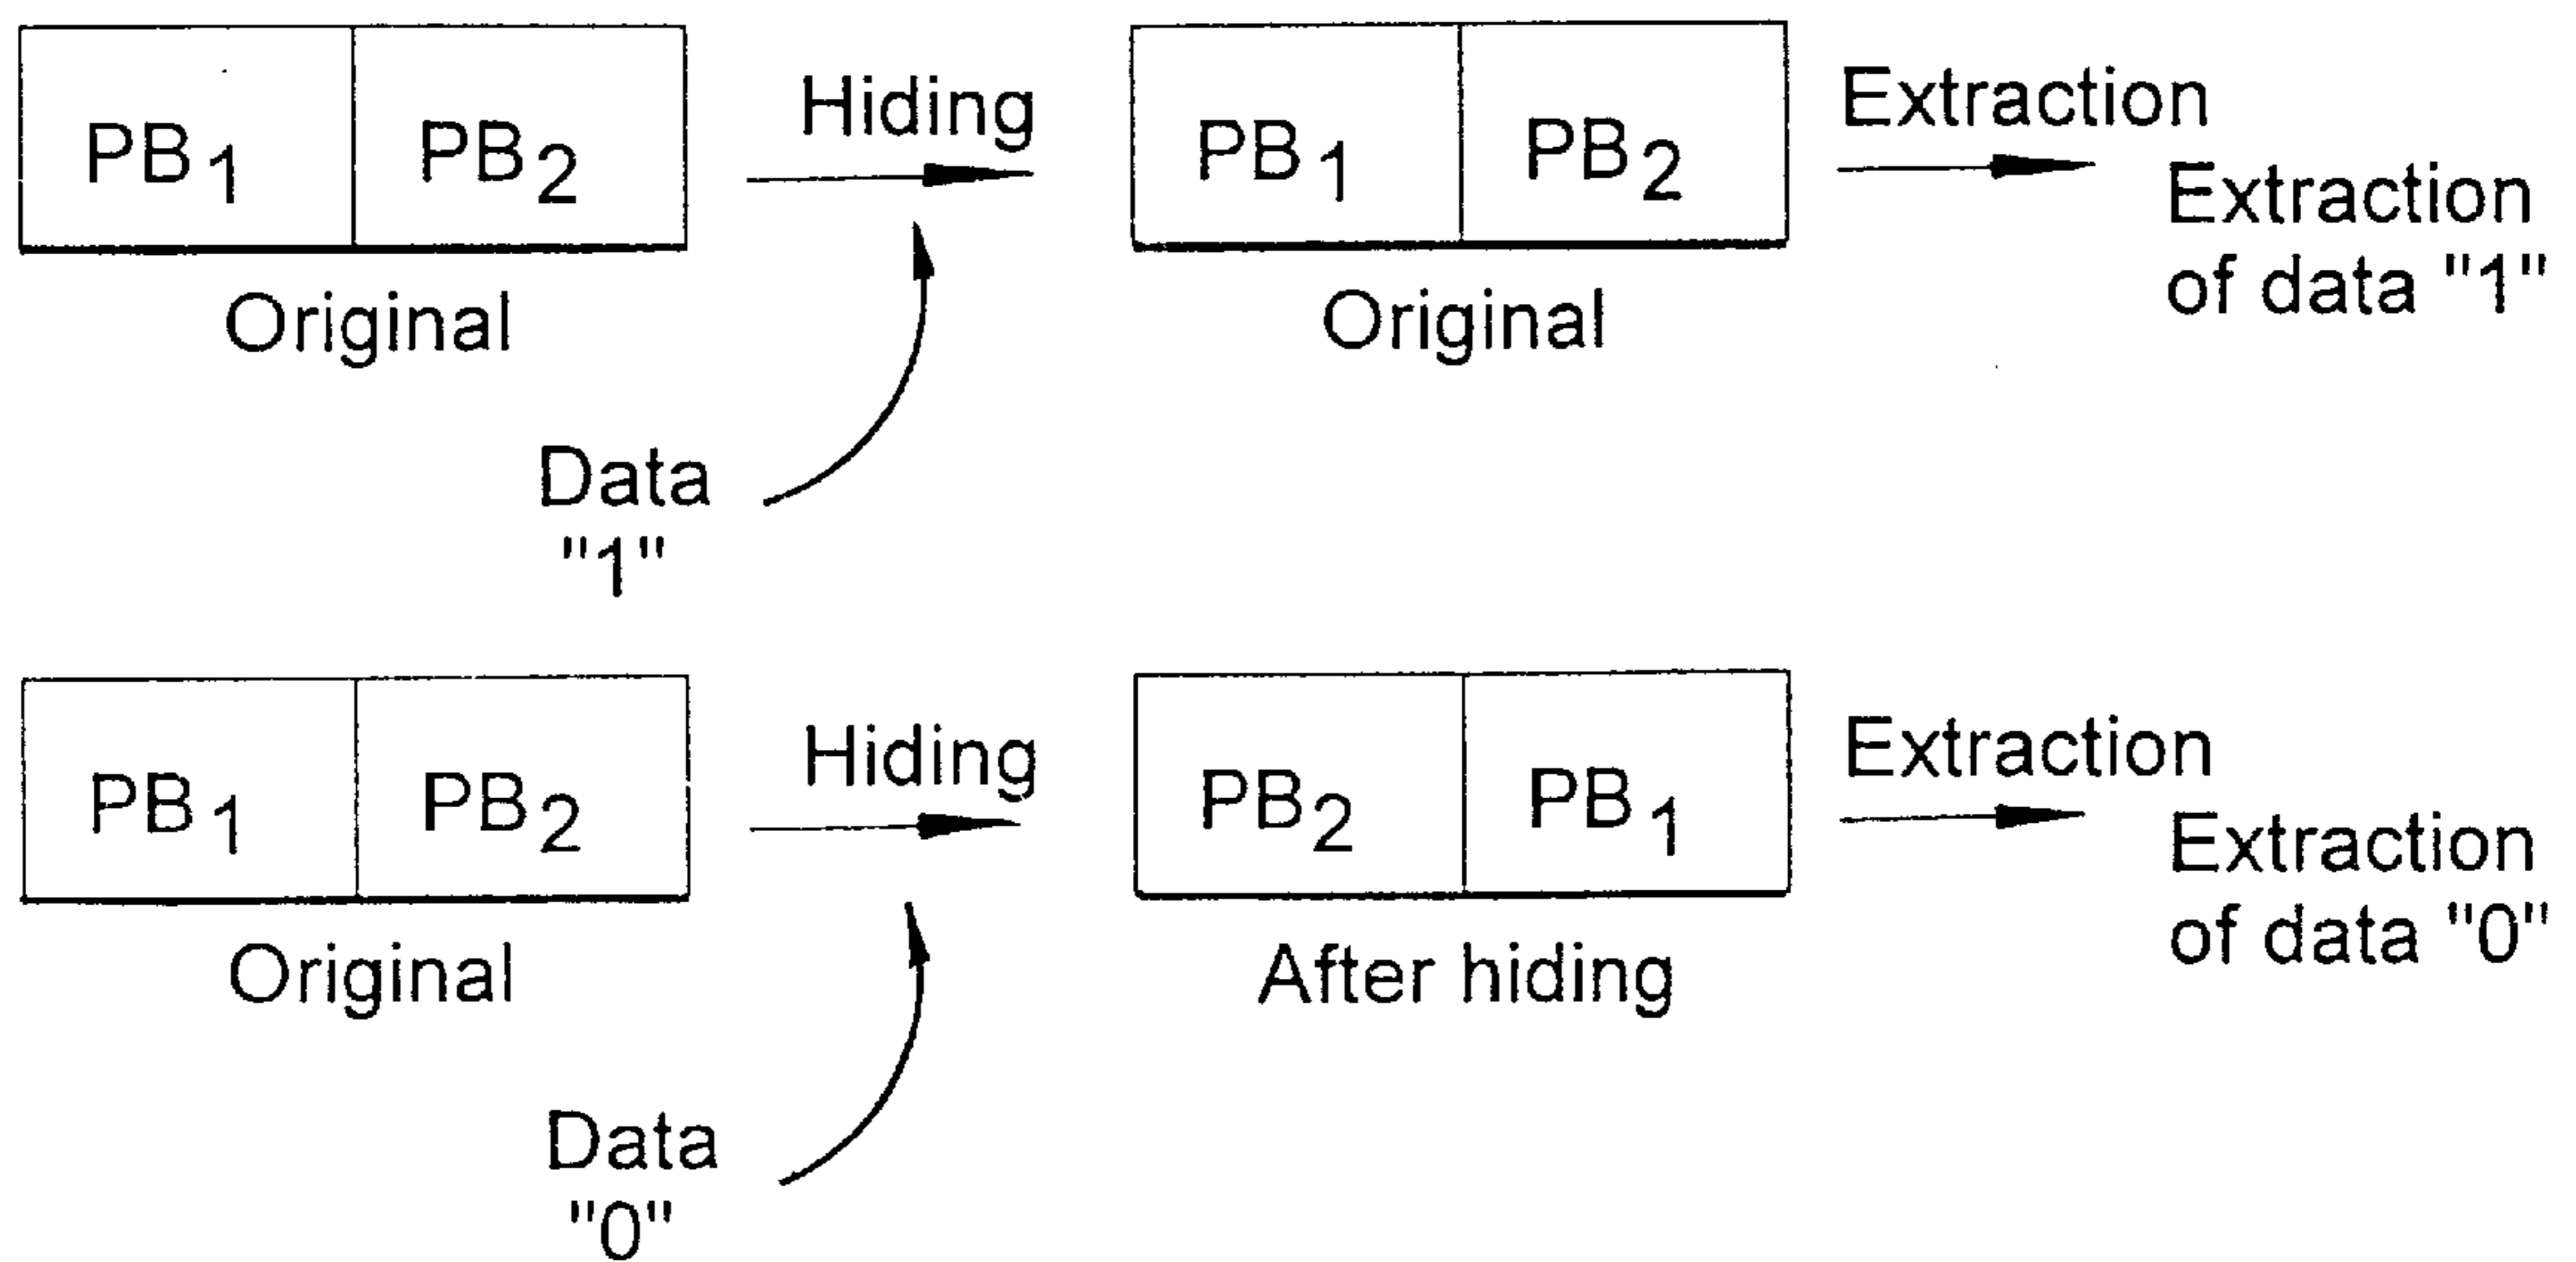 PB1 PB2 Hiding PB1 PB2 Extraction
Extraction
of data "1"
Original Original
Data
"1"
PB1 PB2 Hiding PB2 PB1 Extraction
Extraction
of data "0"
Original After hiding
Data
"0"